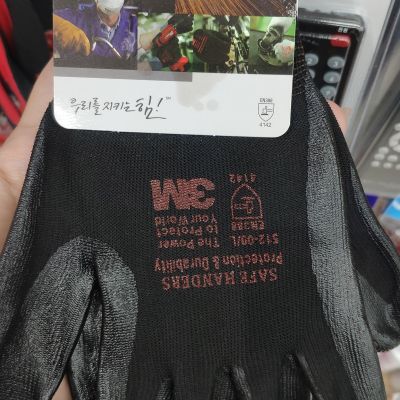 우리를 지키는 힘!
EN388
4142
3M
The Power
to Protect
Your World
4142
EN388
512-00/L
SAFE HANDERS
Protection & Durability